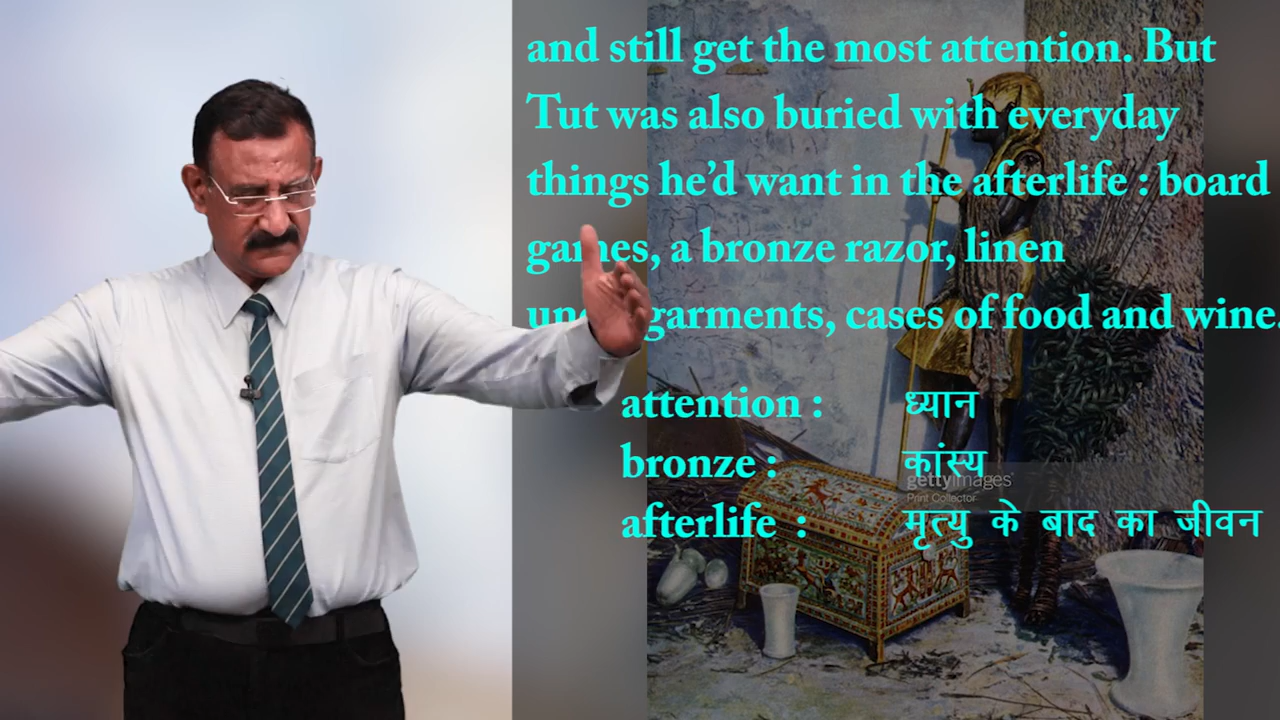 and still get the most attention. But
Tut was also buried with everyday
things he’d want in the afterlife : board
games, a bronze razor, linen
garments, cases of food and wine.
attention : ध्यान
bronze : कांस्य
gettyimages
Print Collector
afterlife : मृत्यु के बाद का जीवन